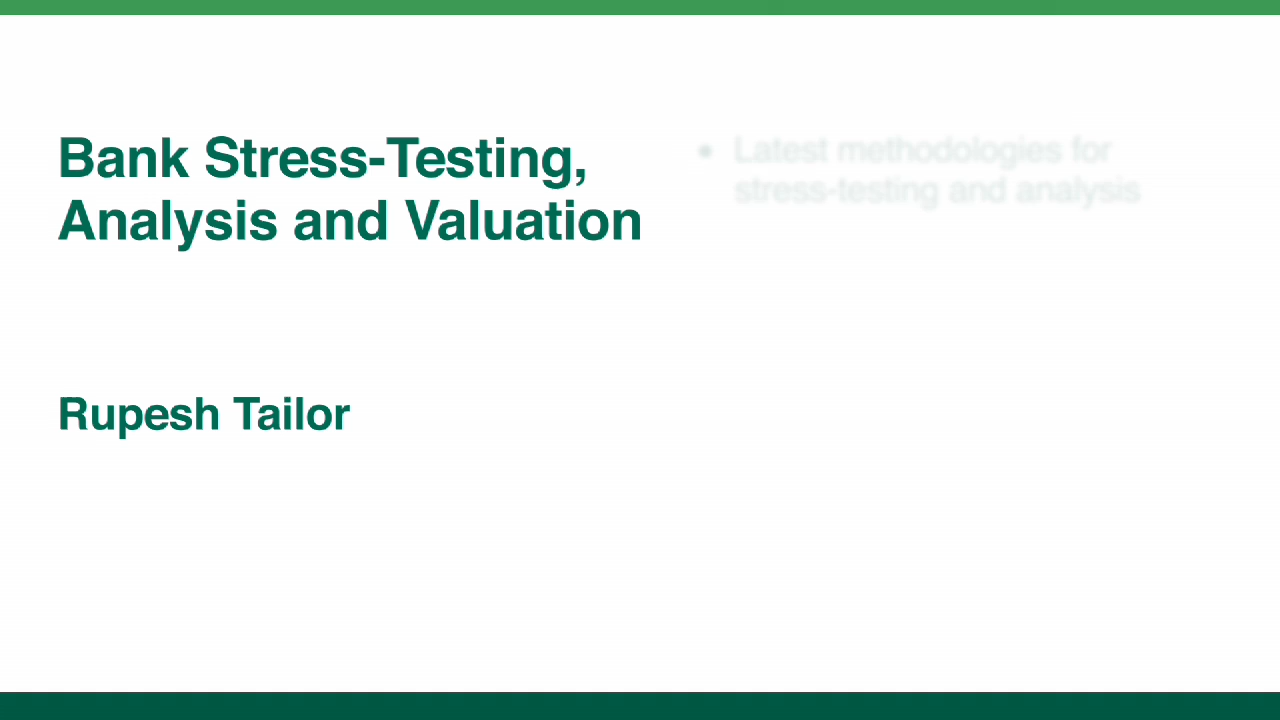 Bank Stress-Testing,
Analysis and Valuation
• Latest methodologies for
stress-testing and analysis
Rupesh Tailor